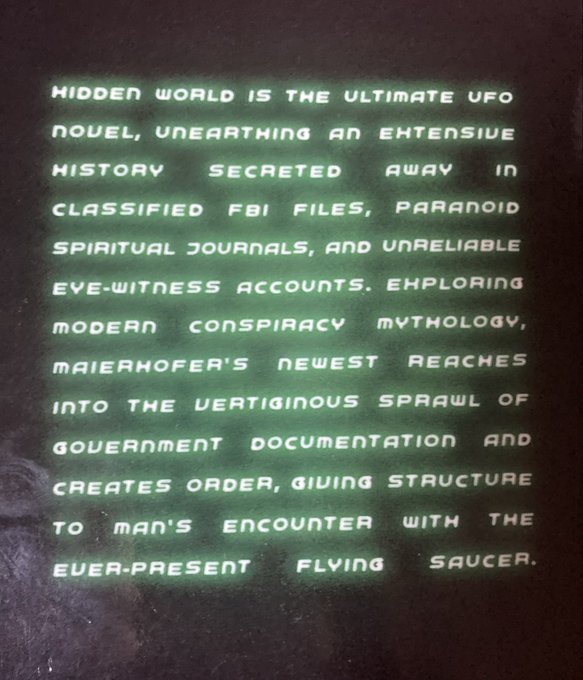 HIDDEN WORLD IS THE ULTIMATE UFO
NOVEL, UNEARTHING AN EXTENSIVE
HISTORY SECRETED AWAY IN
CLASSIFIED FBI FILES, PARANOID
SPIRITUAL JOURNALS, AND UNRELIABLE
EYE-WITNESS ACCOUNTS. EXPLORING
MODERN CONSPIRACY MYTHOLOGY,
MAIERHOFER'S NEWEST REACHES
INTO THE VERTIGINOUS SPRAWL OF
GOVERNMENT DOCUMENTATION AND
CREATES ORDER, GIVING STRUCTURE
TO MAN'S ENCOUNTER WITH THE
EVER-PRESENT FLYING SAUCER.